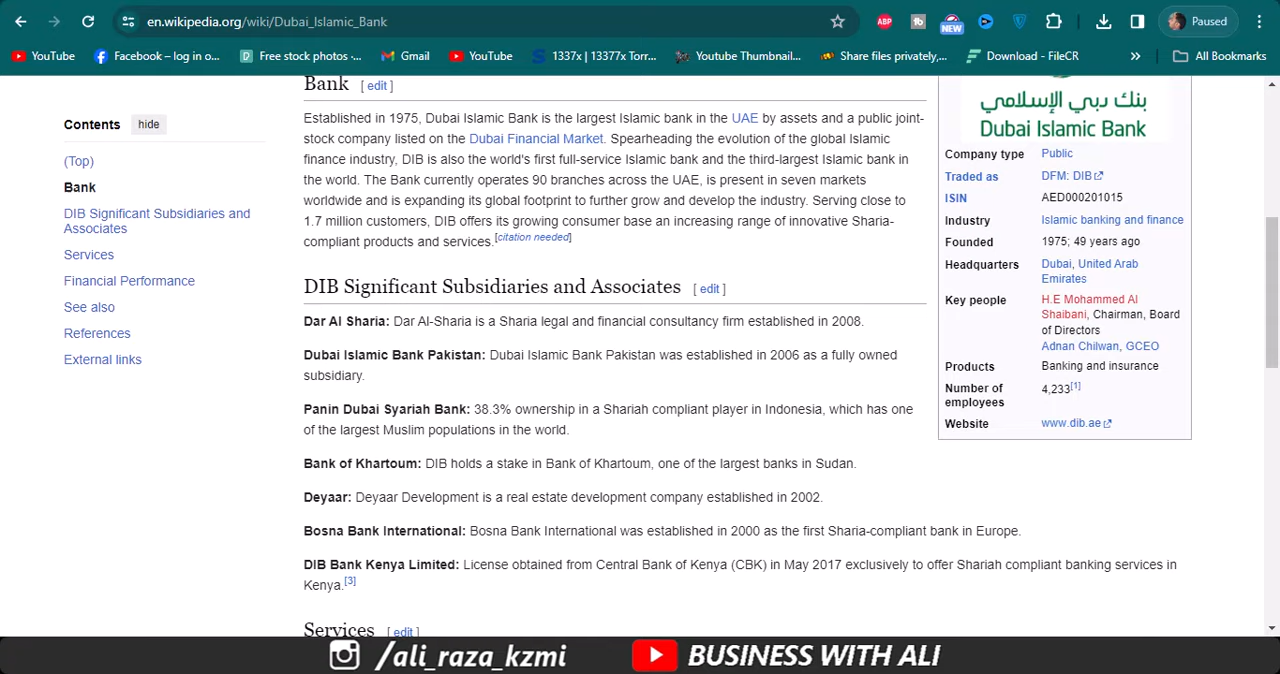 en.wikipedia.org/wiki/Dubai_Islamic_Bank
ABP
NEW
Paused
YouTube
Facebook – log in o...
Free stock photos ·...
Gmail
YouTube
1337x | 13377x Torr...
Youtube Thumbnail...
Share files privately,...
Download - FileCR
»
All Bookmarks
Contents hide
(Top)
Bank
DIB Significant Subsidiaries and
Associates
Services
Financial Performance
See also
References
External links
Bank [ edit ]
Established in 1975, Dubai Islamic Bank is the largest Islamic bank in the UAE by assets and a public joint-
stock company listed on the Dubai Financial Market. Spearheading the evolution of the global Islamic
finance industry, DIB is also the world's first full-service Islamic bank and the third-largest Islamic bank in
the world. The Bank currently operates 90 branches across the UAE, is present in seven markets
worldwide and is expanding its global footprint to further grow and develop the industry. Serving close to
1.7 million customers, DIB offers its growing consumer base an increasing range of innovative Sharia-
compliant products and services.[citation needed]
DIB Significant Subsidiaries and Associates [ edit ]
Dar Al Sharia: Dar Al-Sharia is a Sharia legal and financial consultancy firm established in 2008.
Dubai Islamic Bank Pakistan: Dubai Islamic Bank Pakistan was established in 2006 as a fully owned
subsidiary.
Panin Dubai Syariah Bank: 38.3% ownership in a Shariah compliant player in Indonesia, which has one
of the largest Muslim populations in the world.
Bank of Khartoum: DIB holds a stake in Bank of Khartoum, one of the largest banks in Sudan.
Deyaar: Deyaar Development is a real estate development company established in 2002.
Bosna Bank International: Bosna Bank International was established in 2000 as the first Sharia-compliant bank in Europe.
DIB Bank Kenya Limited: License obtained from Central Bank of Kenya (CBK) in May 2017 exclusively to offer Shariah compliant banking services in
Kenya.[3]
Services [ edit ]
بنك دبي الإسلامي
Dubai Islamic Bank
Company type Public
Traded as DFM: DIB
ISIN AED000201015
Industry Islamic banking and finance
Founded 1975; 49 years ago
Headquarters Dubai, United Arab
Emirates
Key people H.E Mohammed Al
Shaibani, Chairman, Board
of Directors
Adnan Chilwan, GCEO
Products Banking and insurance
Number of
employees 4,233[1]
Website www.dib.ae
/ali_raza_kzmi
BUSINESS WITH ALI